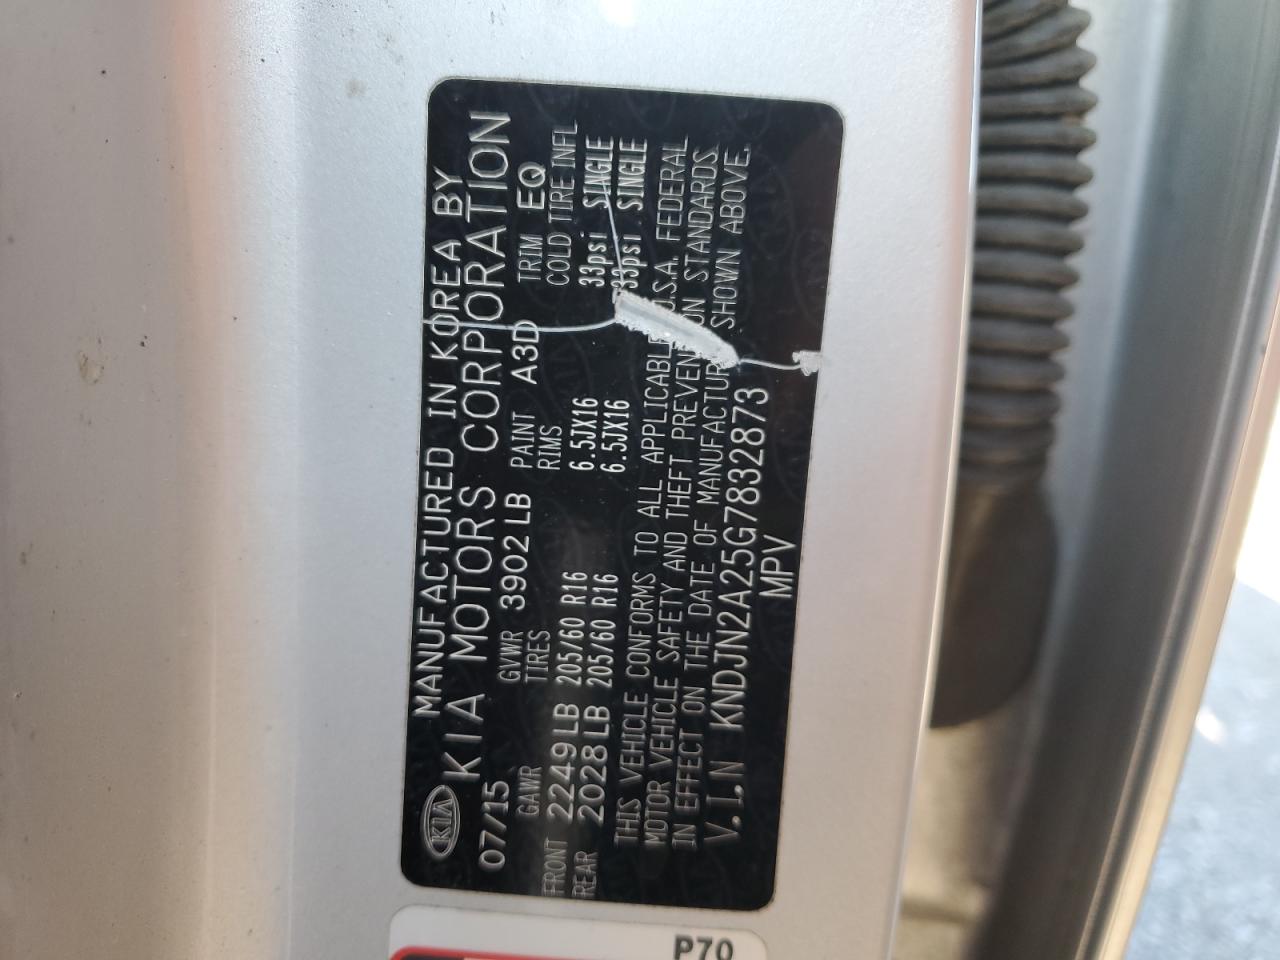 MANUFACTURED IN KOREA BY
KIA KIA MOTORS CORPORATION
07/15 GVWR 3902LB PAINT A3D TRIM EQ
GAWR TIRES RIMS COLD TIRE INFL
FRONT 2249LB 205/60 R16 6.5JX16 33psi SINGLE
REAR 2028LB 205/60 R16 6.5JX16 33psi SINGLE
THIS VEHICLE CONFORMS TO ALL APPLICABLE U.S.A. FEDERAL
MOTOR VEHICLE SAFETY AND THEFT PREVENTION STANDARDS
IN EFFECT ON THE DATE OF MANUFACTURE SHOWN ABOVE.
V.I.N KNDJN2A25G7832873
MPV
P70